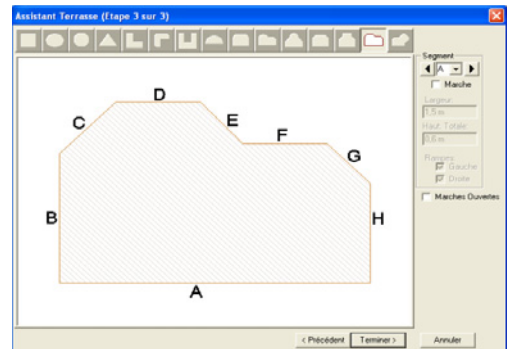 Assistant Terrasse (Etape 3 sur 3)
Segment
A
Marche
Largeur:
1,5 m
Haut. Totale:
0,6 m
Rampes
Gauche
Droite
Marches Ouvertes
D
C
E
F
G
B
H
A
< Précédent
Terminer >
Annuler